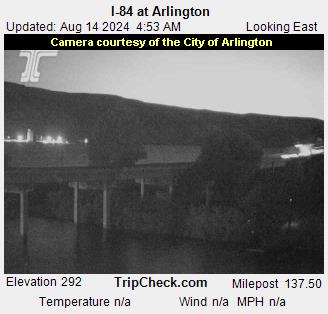 I-84 at Arlington
Updated: Aug 14 2024 4:53 AM Looking East
Camera courtesy of the City of Arlington
Elevation 292 TripCheck.com Milepost 137.50
Temperature n/a Wind n/a MPH n/a